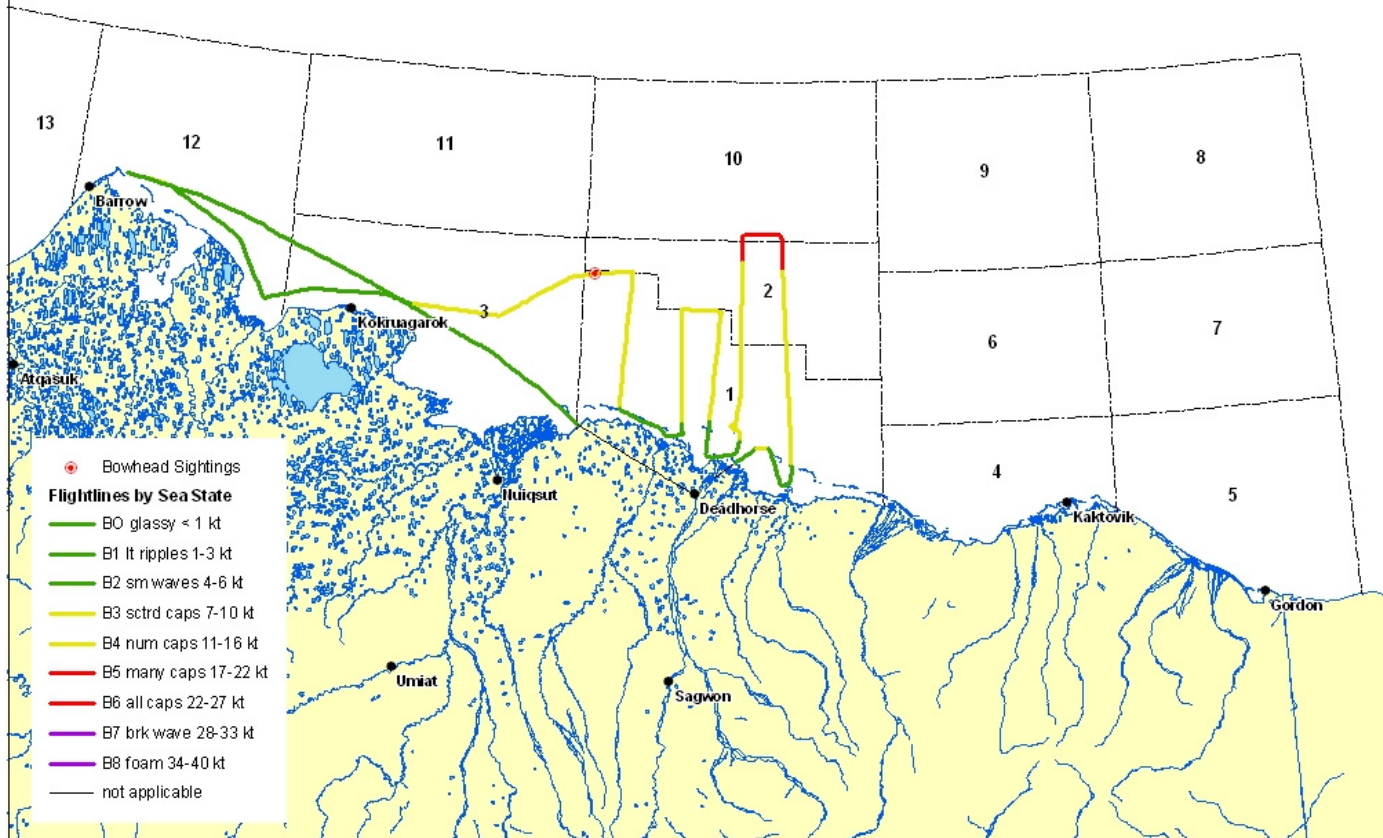 13
12
11
10
9
8
Barrow
3
Kokruagarok
2
6
7
Atqasuk
1
Bowhead Sightings
Flightlines by Sea State
BO glassy < 1 kt
B1 lt ripples 1-3 kt
B2 sm waves 4-6 kt
B3 sctrd caps 7-10 kt
B4 num caps 11-16 kt
B5 many caps 17-22 kt
B6 all caps 22-27 kt
B7 brk wave 28-33 kt
B8 foam 34-40 kt
not applicable
Nuiqsut
Deadhorse
4
Kaktovik
5
Gordon
Umiat
Sagwon